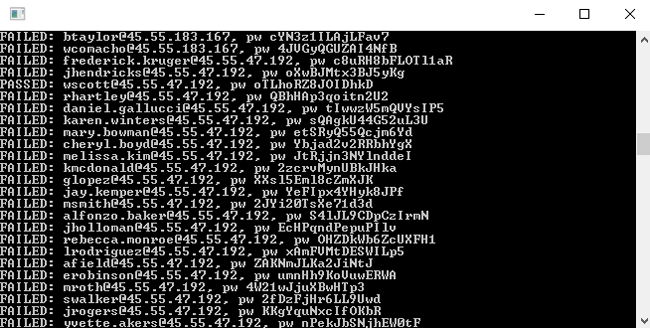 FAILED: btaylor@45.55.183.167, pw cYN3z1ILAjLFav7
FAILED: wcomacho@45.55.183.167, pw 4JVGyQGUZAI4NfB
FAILED: frederick.kruger@45.55.47.192, pw c8uRH8bFLOTl1aR
FAILED: jhendricks@45.55.47.192, pw oXwBJMtx3BJ5yKg
PASSED: wscott@45.55.47.192, pw oILhoRZ8JOIDhkD
FAILED: rhartley@45.55.47.192, pw QBhHAp3qoitn2U2
FAILED: daniel.gallucci@45.55.47.192, pw tIwwzW5mQVYsIP5
FAILED: karen.winters@45.55.47.192, pw sQAgkU44G52uL3U
FAILED: mary.bowman@45.55.47.192, pw etSRyQ55Qcjm6Yd
FAILED: cheryl.boyd@45.55.47.192, pw Ybjad2v2RRbhYgX
FAILED: melissa.kim@45.55.47.192, pw JtRjjn3NYlnddeI
FAILED: kmcdonald@45.55.47.192, pw 2zcrvMynUBkJHka
FAILED: glopez@45.55.47.192, pw XXsl5Eml8cZmXJK
FAILED: jay.kemper@45.55.47.192, pw YeFIpx4YHyk8JPf
FAILED: msmith@45.55.47.192, pw 2JYi20TsXe71d3d
FAILED: alfonzo.baker@45.55.47.192, pw S4lJL9CDpCzIrmN
FAILED: jholloman@45.55.47.192, pw EcHPqndPepuPIlv
FAILED: rebecca.monroe@45.55.47.192, pw OHZDkWb6ZcUXFH1
FAILED: lrodriguez@45.55.47.192, pw xAmFUMtDESWILp5
FAILED: afield@45.55.47.192, pw ZAKNmJLKa2JiNtJ
FAILED: erobinson@45.55.47.192, pw umnHh9KoVuwERWA
FAILED: mroth@45.55.47.192, pw 4W21wJjuXBwHTp3
FAILED: swalker@45.55.47.192, pw 2fDzFjHr6LL9Uwd
FAILED: jrogers@45.55.47.192, pw KKgYquNxcIfOKbR
FAILED: yvette.akers@45.55.47.192, pw nPekJbSNjhEW0tF